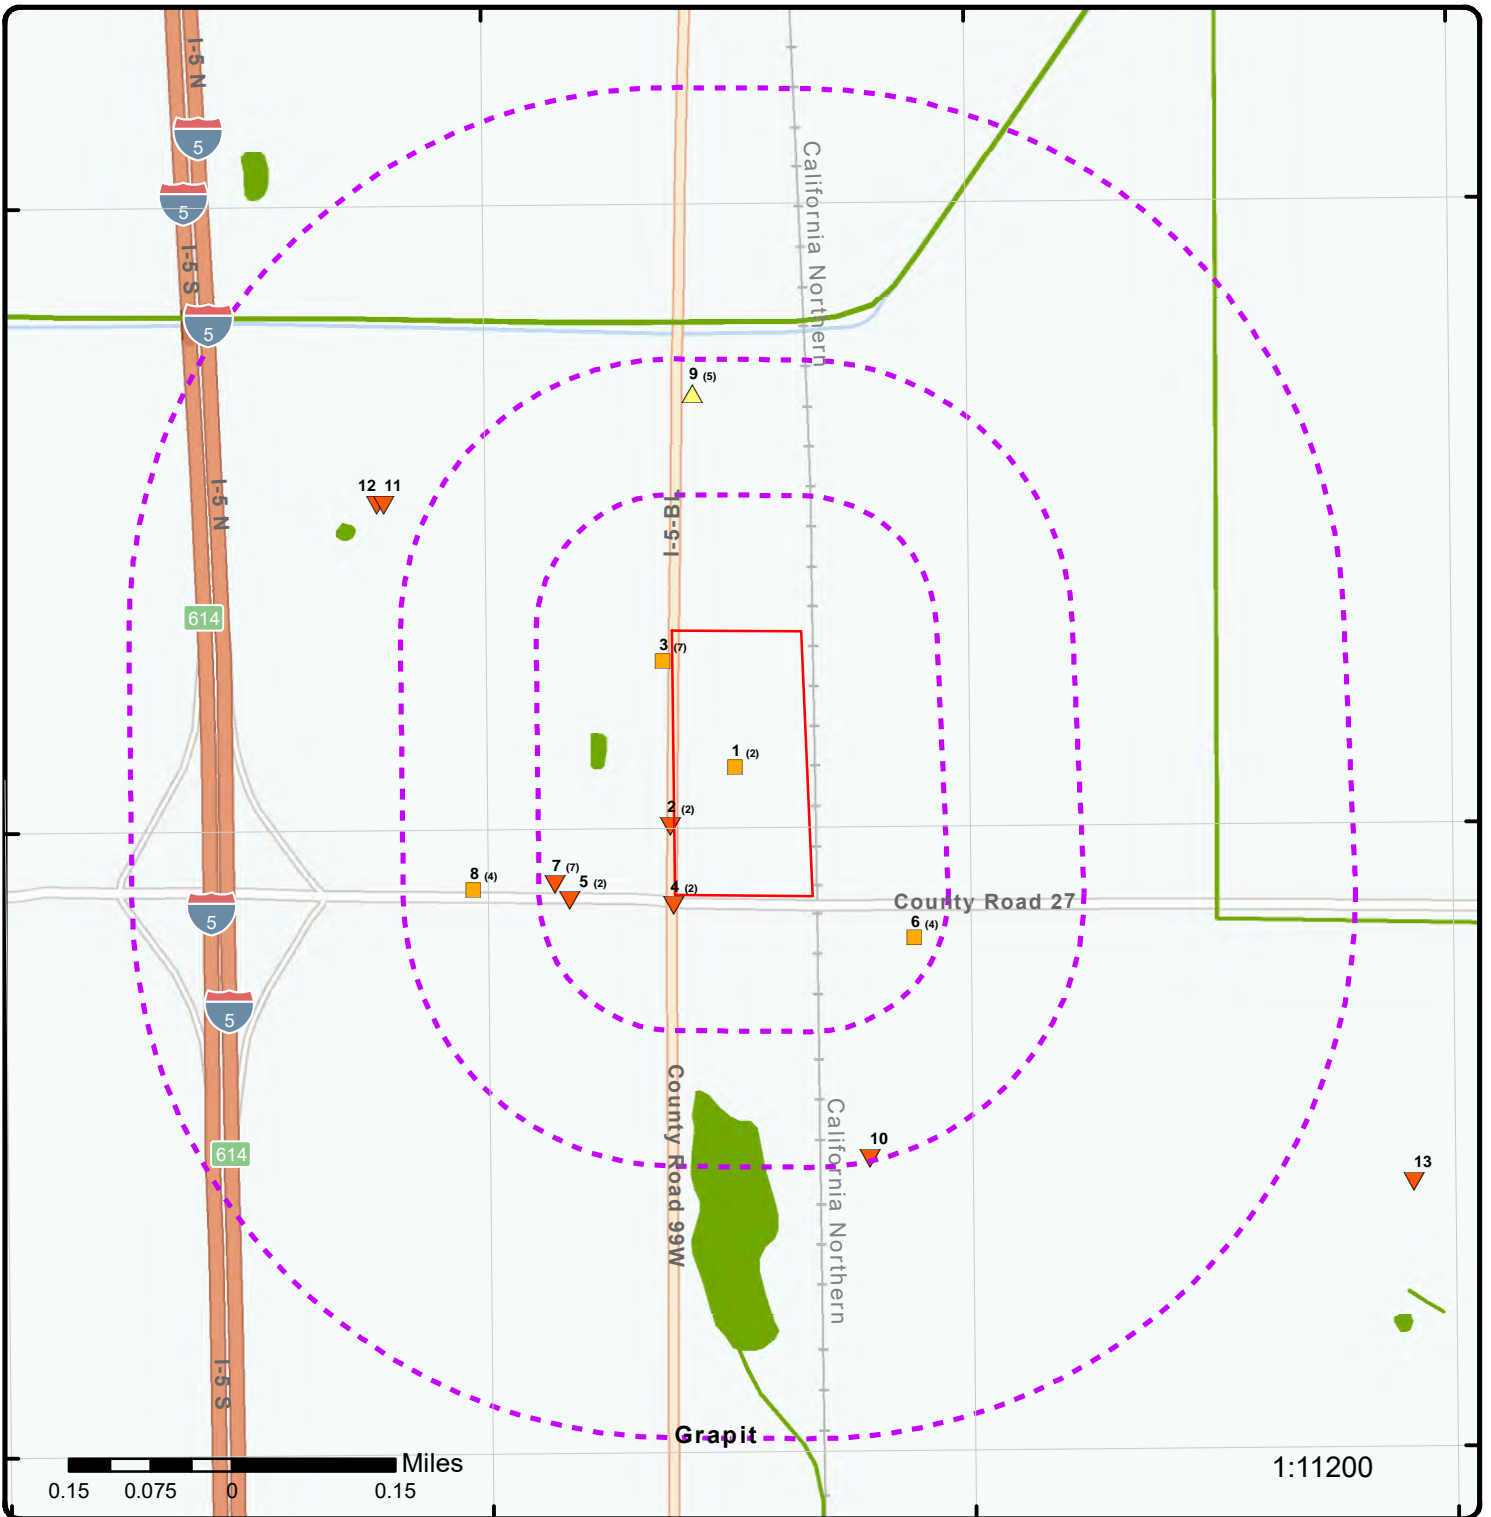 I-5 N
5
California Northern
5
I-5 S
5
9 (5)
12 11
I-5 N
I-5-BL
614
3 (7)
1 (2)
2 (2)
7 (7)
8 (4)
5 (2)
4 (2)
County Road 27
5
6 (4)
5
County Road 99W
California Northern
10
614
13
I-5 S
Grapit
Miles
1:11200
0.15 0.075 0 0.15